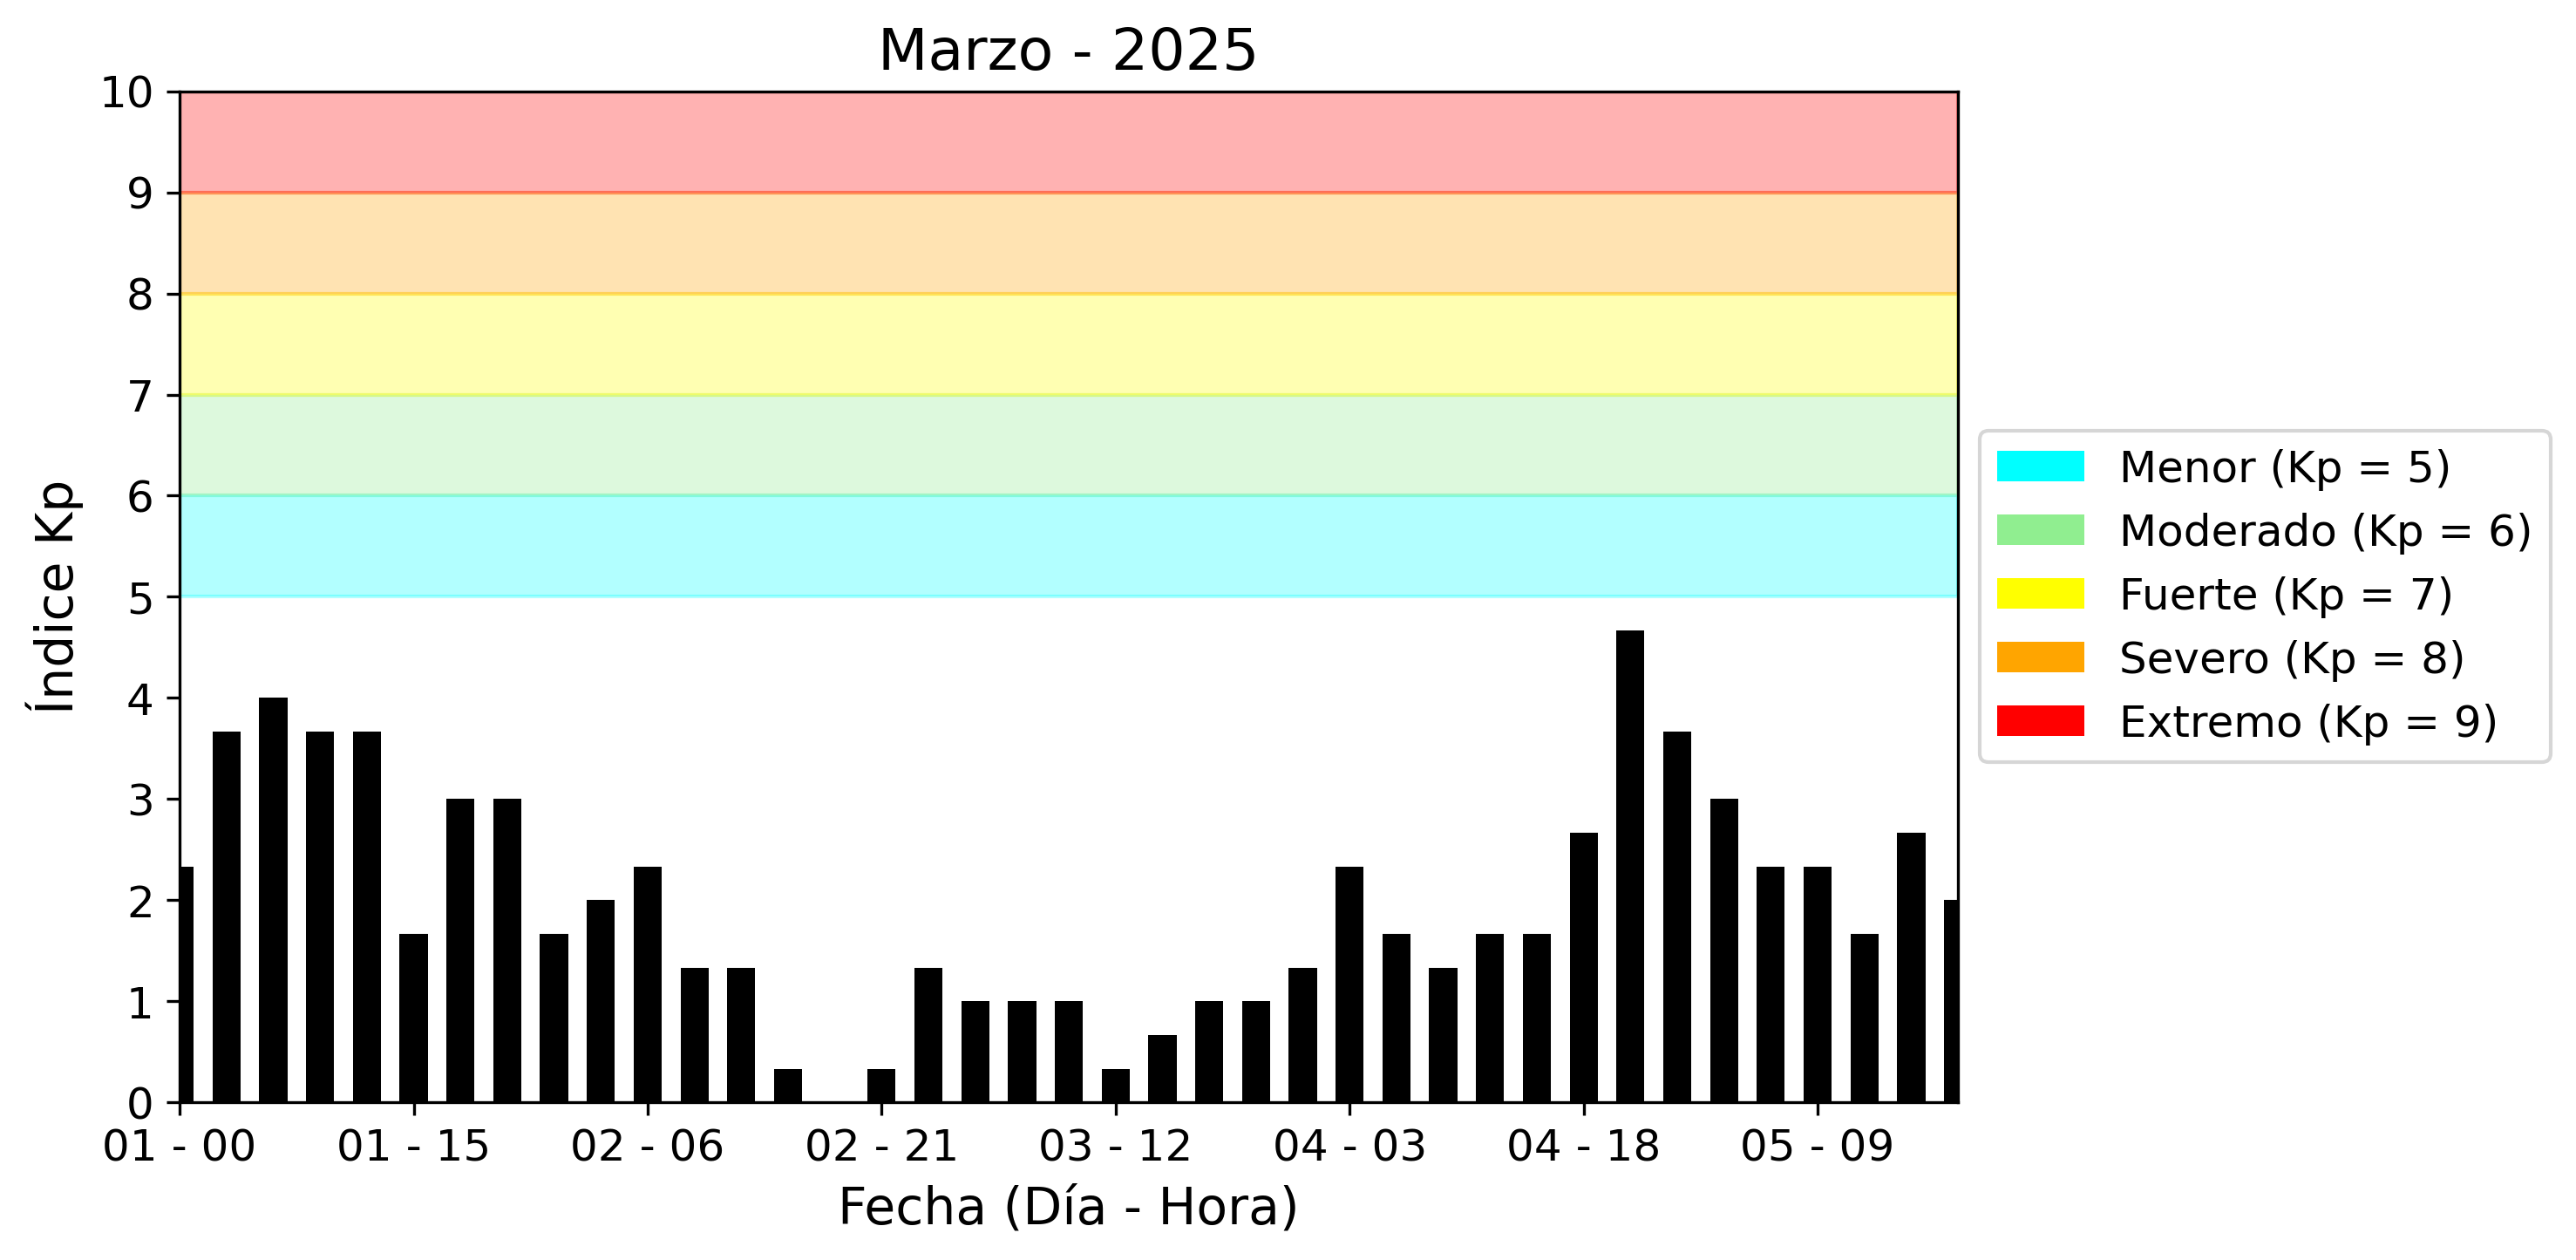 Marzo - 2025
10
9
8
7
6
5
4
3
2
1
0
Índice Kp
01 - 00
01 - 15
02 - 06
02 - 21
03 - 12
04 - 03
04 - 18
05 - 09
Fecha (Día - Hora)
Menor (Kp = 5)
Moderado (Kp = 6)
Fuerte (Kp = 7)
Severo (Kp = 8)
Extremo (Kp = 9)